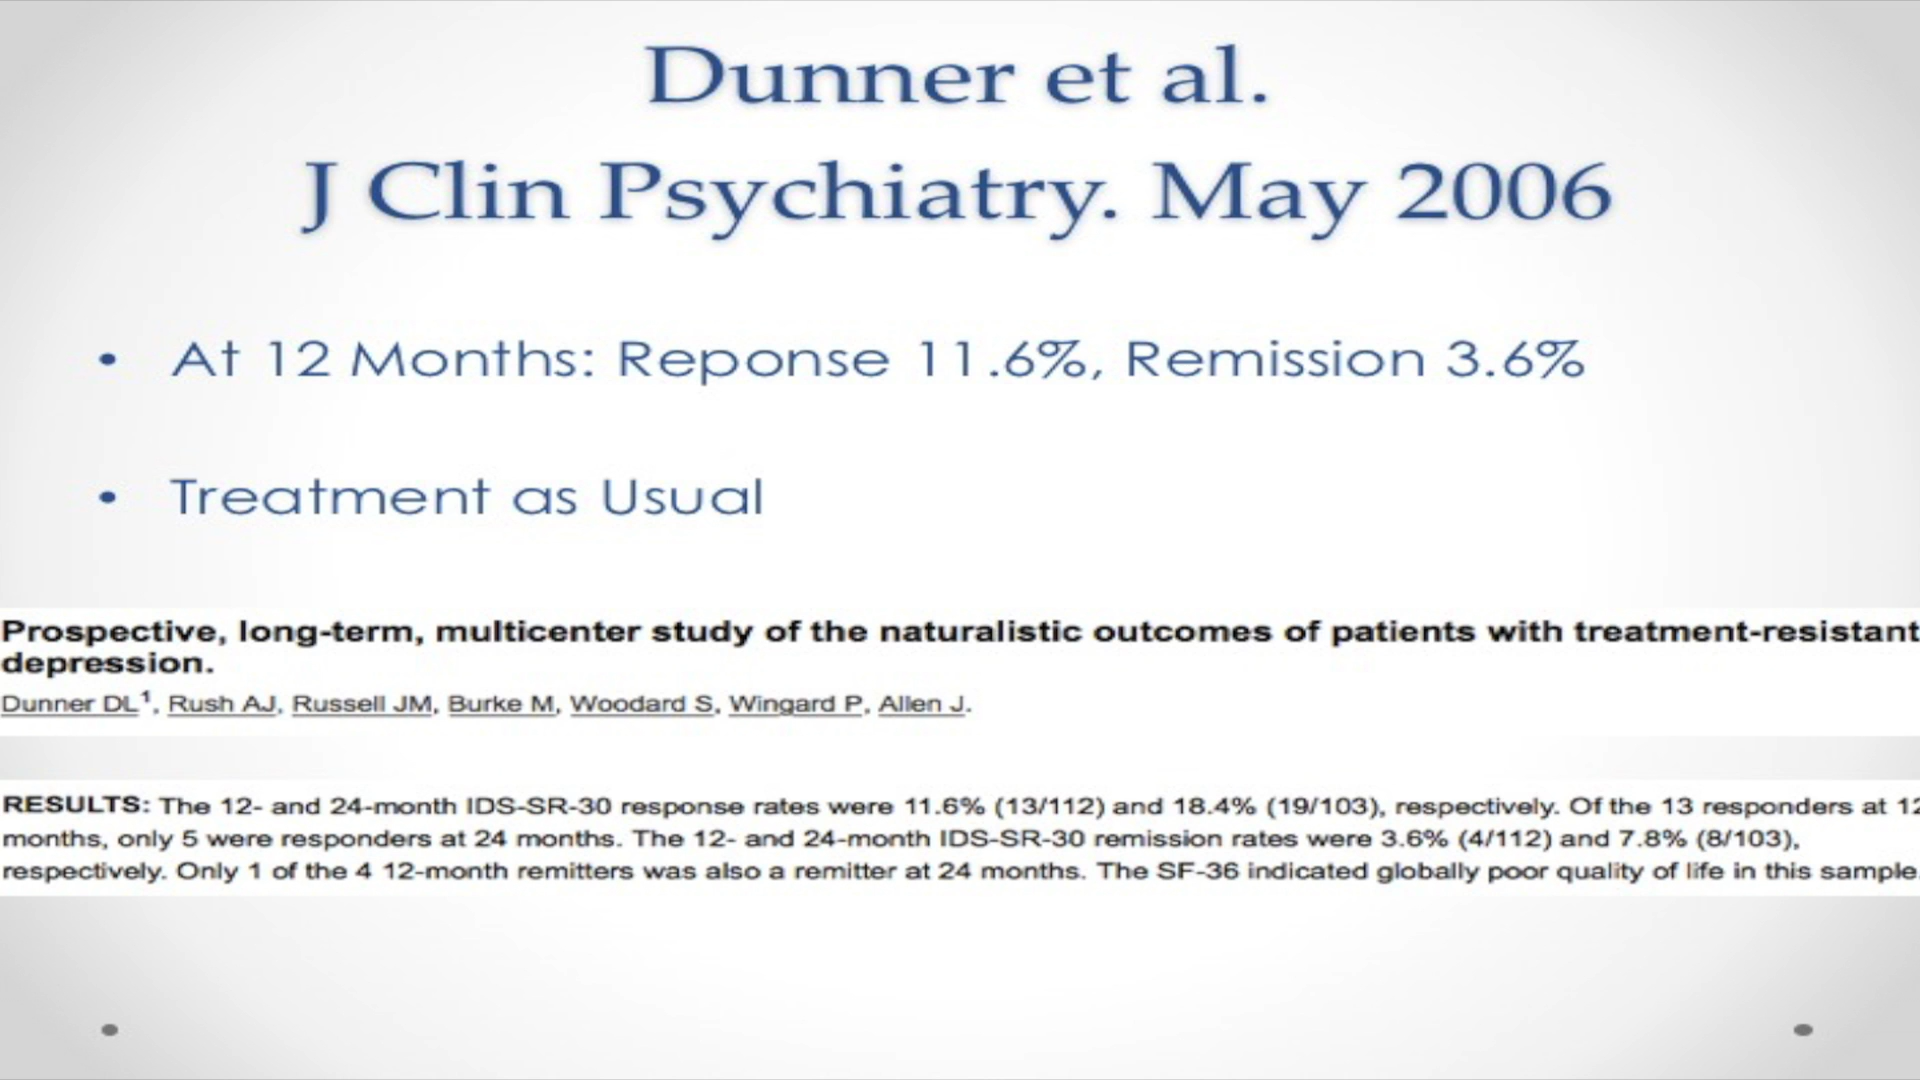 Dunner et al.
J Clin Psychiatry. May 2006
• At 12 Months: Reponse 11.6%, Remission 3.6%
• Treatment as Usual
Prospective, long-term, multicenter study of the naturalistic outcomes of patients with treatment-resistant
depression.
Dunner DL1, Rush AJ, Russell JM, Burke M, Woodard S, Wingard P, Allen J.
RESULTS: The 12- and 24-month IDS-SR-30 response rates were 11.6% (13/112) and 18.4% (19/103), respectively. Of the 13 responders at 12
months, only 5 were responders at 24 months. The 12- and 24-month IDS-SR-30 remission rates were 3.6% (4/112) and 7.8% (8/103),
respectively. Only 1 of the 4 12-month remitters was also a remitter at 24 months. The SF-36 indicated globally poor quality of life in this sample.